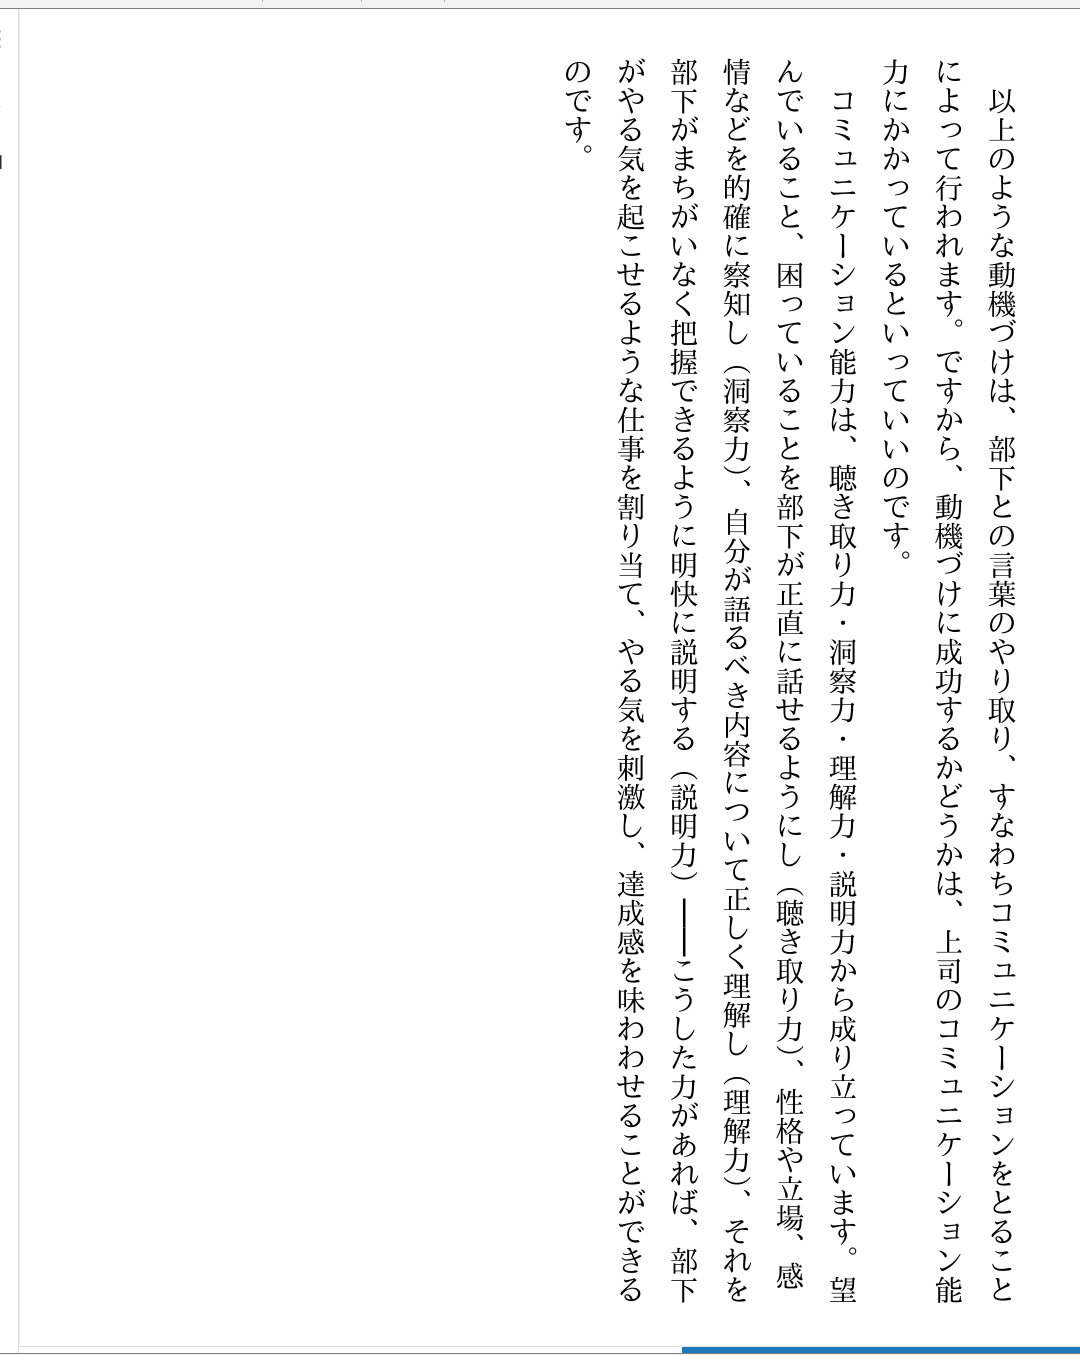 以上のような動機づけは、部下との言葉のやり取り、すなわちコミュニケーションをとること
によって行われます。ですから、動機づけに成功するかどうかは、上司のコミュニケーション能
力にかかっているといっていいのです。
　コミュニケーション能力は、聴き取り力・洞察力・理解力・説明力から成り立っています。望
んでいること、困っていることを部下が正直に話せるようにし（聴き取り力）、性格や立場、感
情などを的確に察知し（洞察力）、自分が語るべき内容について正しく理解し（理解力）、それを
部下がまちがいなく把握できるように明快に説明する（説明力）――こうした力があれば、部下
がやる気を起こせるような仕事を割り当て、やる気を刺激し、達成感を味わわせることができる
のです。